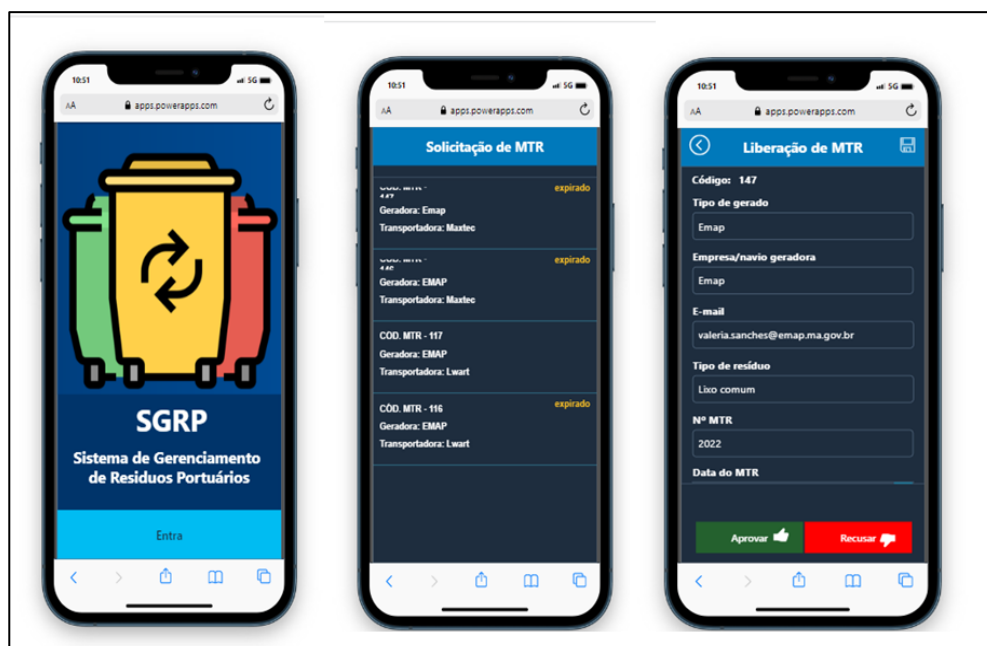 10:51
5G
AA
apps.powerapps.com
SGRP
Sistema de Gerenciamento
de Residuos Portuários
Entra
10:51
5G
AA
apps.powerapps.com
Solicitação de MTR
expirado
Geradora: Emap
Transportadora: Maxtec
expirado
Geradora: EMAP
Transportadora: Maxtec
COD. MTR - 117
Geradora: EMAP
Transportadora: Lwart
CÓD. MTR - 116
expirado
Geradora: EMAP
Transportadora: Lwart
10:51
5G
AA
apps.powerapps.com
Liberação de MTR
Código: 147
Tipo de gerado
Emap
Empresa/navio geradora
Emap
E-mail
valeria.sanches@emap.ma.gov.br
Tipo de resíduo
Lixo comum
Nº MTR
2022
Data do MTR
Aprovar
Recusar